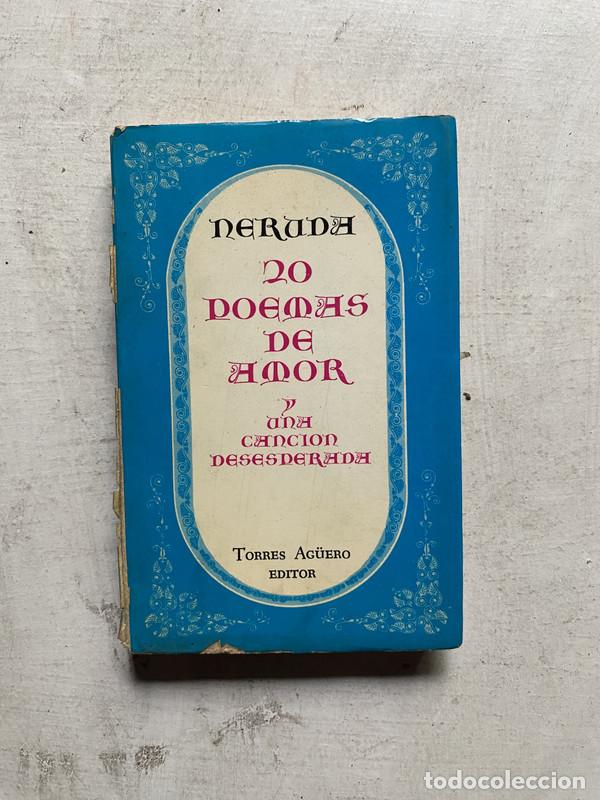 NERUDA
20
POEMAS
DE
AMOR
y
UNA
CANCION
DESESPERADA
TORRES AGÜERO
EDITOR
todocoleccion